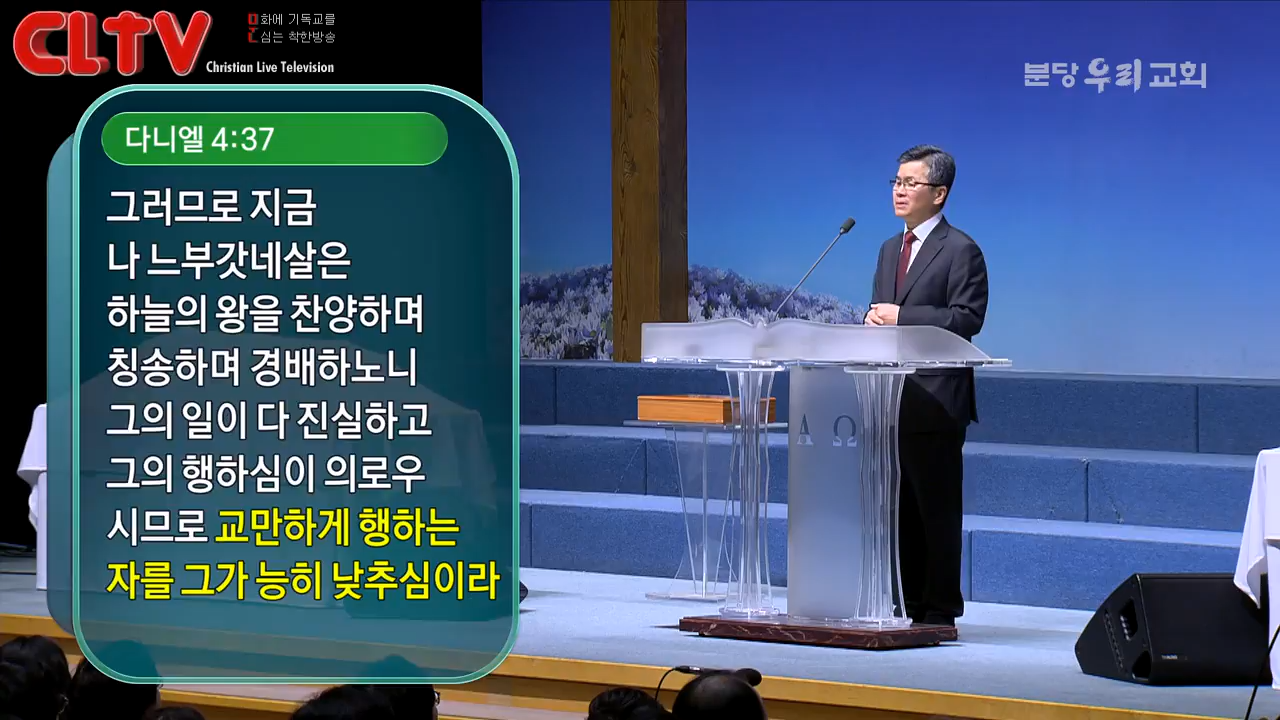 CLTV
문화에 기독교를
심는 착한방송
Christian Live Television
분당우리교회
다니엘 4:37
그러므로 지금
나 느부갓네살은
하늘의 왕을 찬양하며
칭송하며 경배하노니
그의 일이 다 진실하고
그의 행하심이 의로우
시므로 교만하게 행하는
자를 그가 능히 낮추심이라
Α Ω